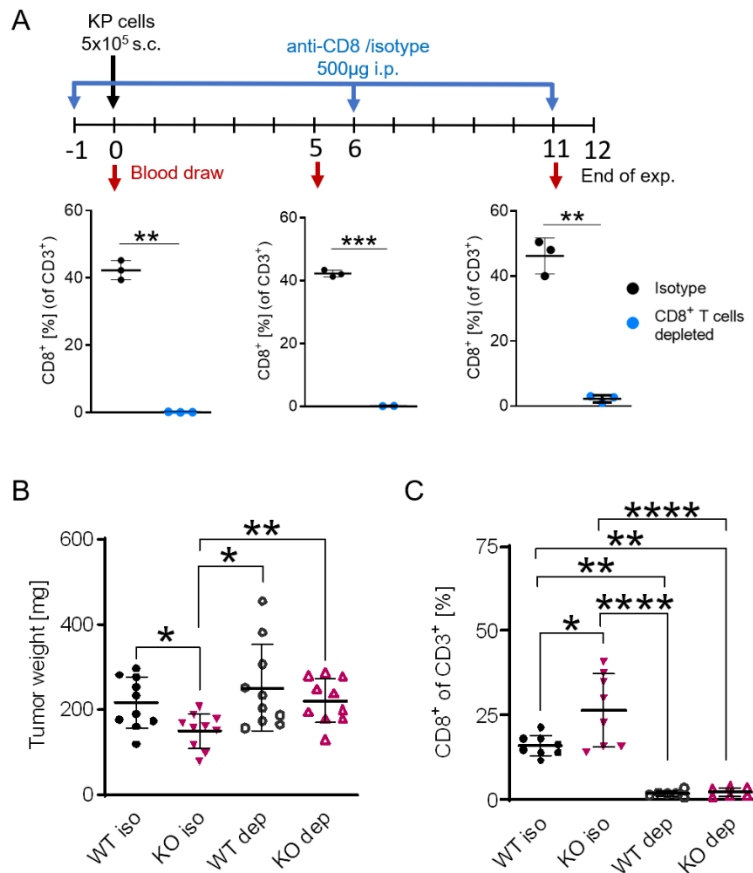 A
KP cells
5x10⁵ s.c.
anti-CD8 /isotype
500µg i.p.
-1 0 5 6 11 12
Blood draw
End of exp.
60
40
20
0
CD8⁺ [%] (of CD3⁺)
**
60
40
20
0
CD8⁺ [%] (of CD3⁺)
***
60
40
20
0
CD8⁺ [%] (of CD3⁺)
**
Isotype
CD8⁺ T cells
depleted
B
Tumor weight [mg]
600
400
200
0
**
*
*
WT iso
KO iso
WT dep
KO dep
C
CD8⁺ of CD3⁺ [%]
75
50
25
0
****
**
**
****
*
WT iso
KO iso
WT dep
KO dep